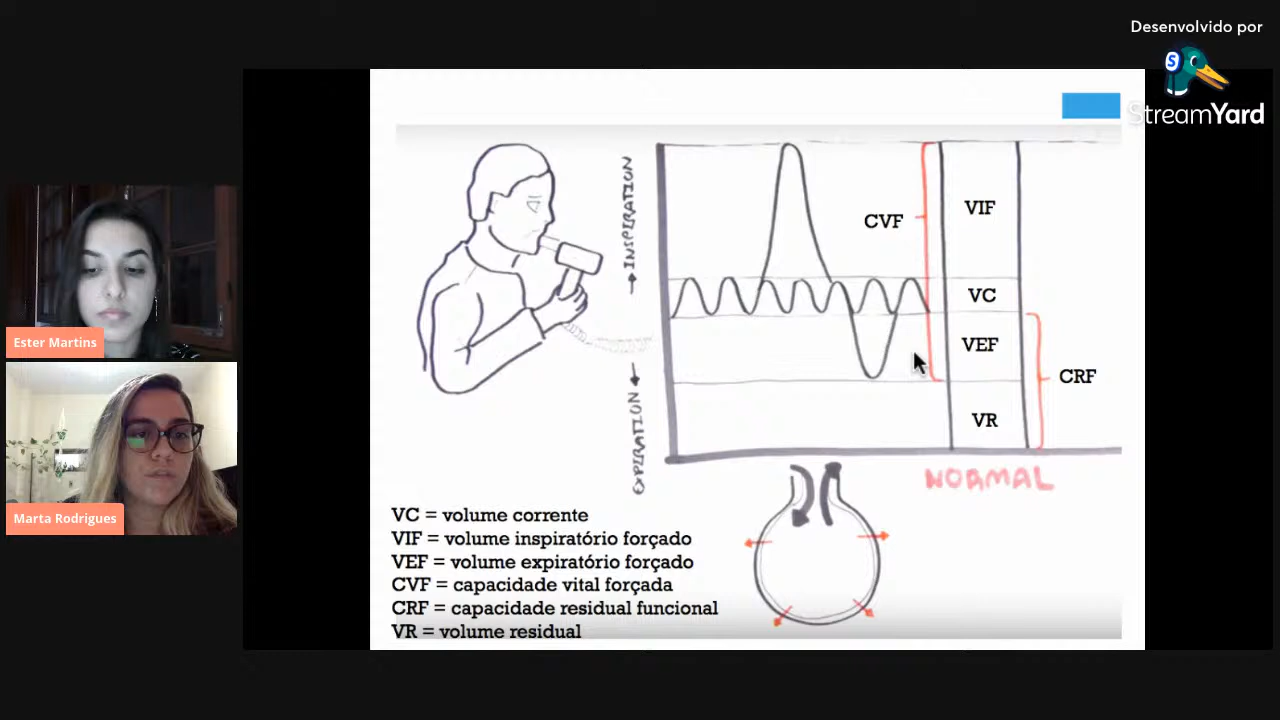 Desenvolvido por
S
StreamYard
INSPIRATION
EXPIRATION
CVF
VIF
VC
VEF
VR
CRF
NORMAL
VC = volume corrente
VIF = volume inspiratório forçado
VEF = volume expiratório forçado
CVF = capacidade vital forçada
CRF = capacidade residual funcional
VR = volume residual
Ester Martins
Marta Rodrigues